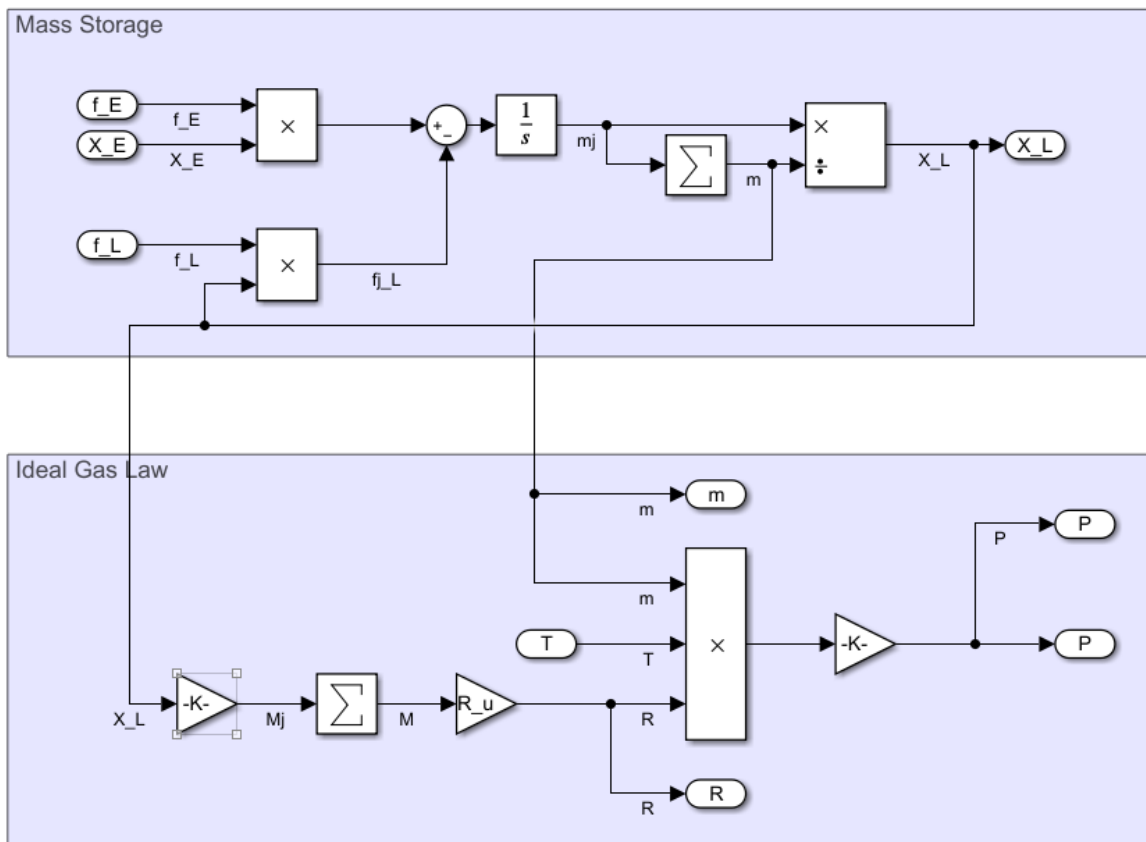 Mass Storage
f_E
f_E
X_E
X_E
×
+
-
1
s
mj
∑
m
×
÷
X_L
X_L
f_L
f_L
×
fj_L
Ideal Gas Law
m
m
m
T
T
×
-K-
P
P
P
X_L
-K-
Mj
∑
M
R_u
R
R
R